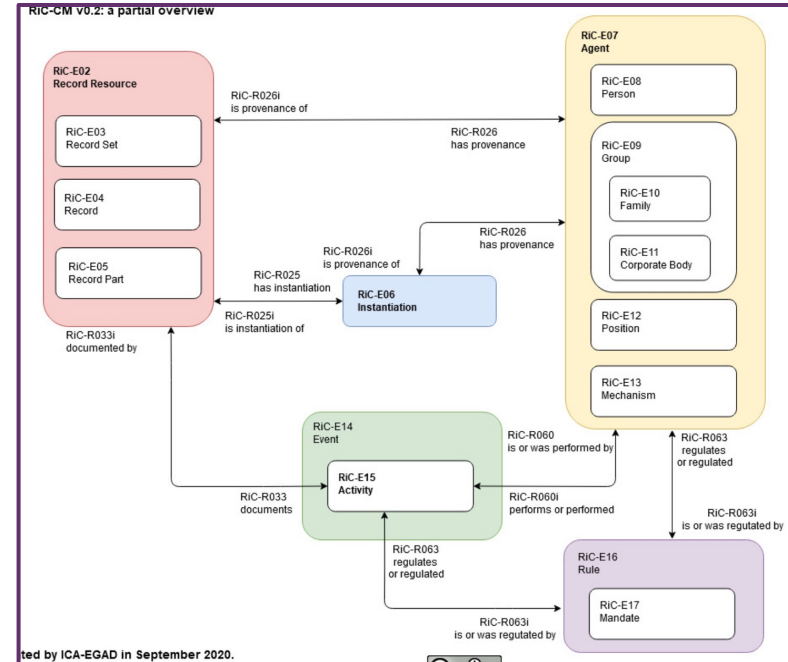 RiC-CM v0.2: a partial overview
RiC-E02
Record Resource
RiC-E03
Record Set
RiC-E04
Record
RiC-E05
Record Part
RiC-R026i
is provenance of
RiC-R026
has provenance
RiC-E07
Agent
RiC-E08
Person
RiC-E09
Group
RiC-E10
Family
RiC-E11
Corporate Body
RiC-E12
Position
RiC-E13
Mechanism
RiC-R026
has provenance
RiC-R026i
is provenance of
RiC-R025
has instantiation
RiC-R025i
is instantiation of
RiC-E06
Instantiation
RiC-R033i
documented by
RiC-R033
documents
RiC-E14
Event
RiC-E15
Activity
RiC-R060
is or was performed by
RiC-R060i
performs or performed
RiC-R063
regulates
or regulated
RiC-R063i
is or was regutated by
RiC-R063
regulates
or regulated
RiC-R063i
is or was regutated by
RiC-E16
Rule
RiC-E17
Mandate
ted by ICA-EGAD in September 2020.